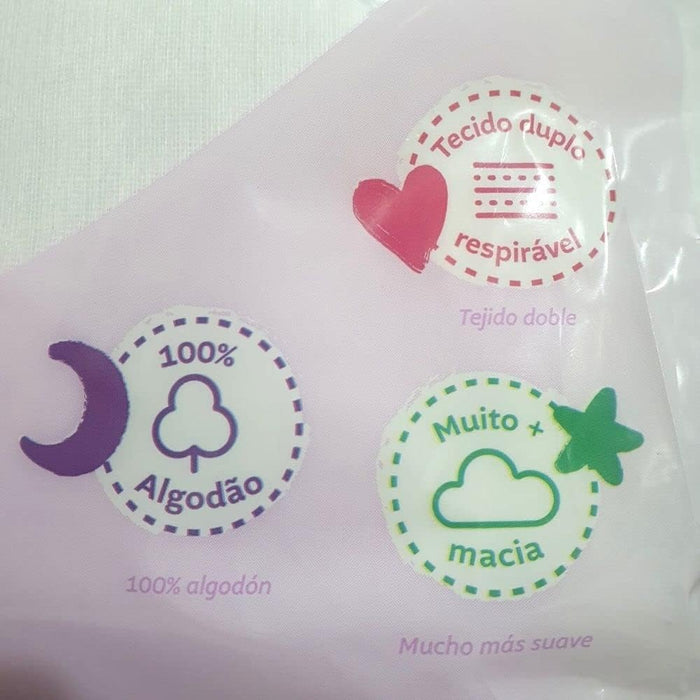 Tecido duplo
respirável
Tejido doble
100%
Algodão
100% algodón
Muito +
macia
Mucho más suave